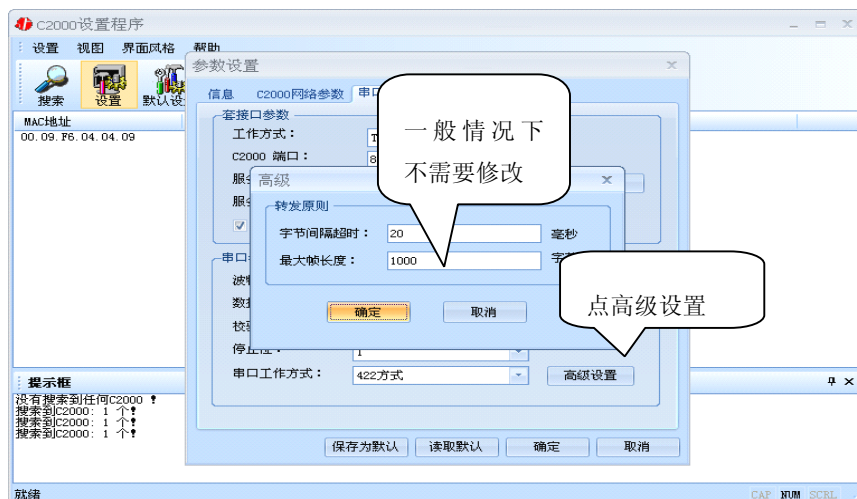 C2000设置程序
设置 视图 界面风格 帮助
搜索 设置 默认设
MAC地址
00.09.F6.04.04.09
参数设置
信息 C2000网络参数 串口
套接口参数
工作方式： T
C2000 端口： 8
服
服
一般情况下
不需要修改
高级
转发原则
字节间隔超时： 20 毫秒
最大帧长度： 1000 字
确定 取消
点高级设置
串口
波
数
校
停止位： 1
串口工作方式： 422方式 高级设置
保存为默认 读取默认 确定 取消
提示框
没有搜索到任何C2000 !
搜索到C2000: 1 个!
搜索到C2000: 1 个!
搜索到C2000: 1 个!
就绪 CAP NUM SCRL